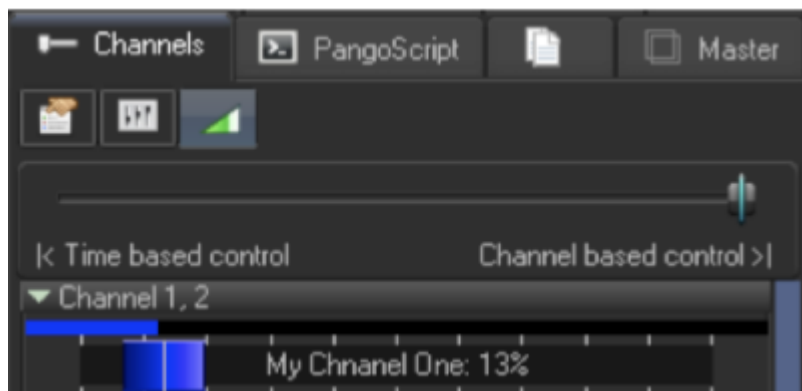 Channels PangoScript Master
|< Time based control Channel based control >|
Channel 1, 2
My Chnanel One: 13%